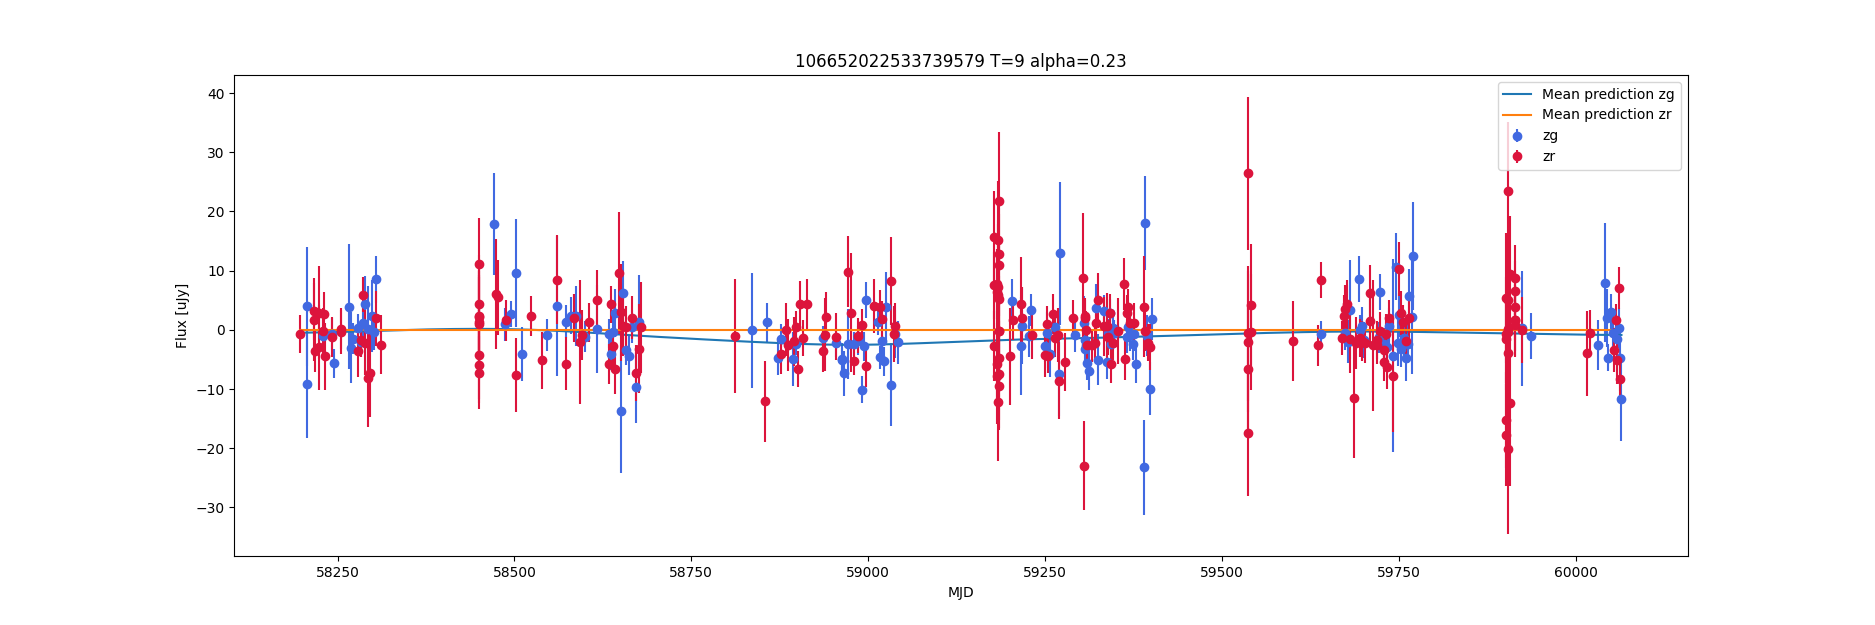 106652022533739579 T=9 alpha=0.23
Mean prediction zg
Mean prediction zr
zg
zr
Flux [uJy]
40
30
20
10
0
−10
−20
−30
58250 58500 58750 59000 59250 59500 59750 60000
MJD